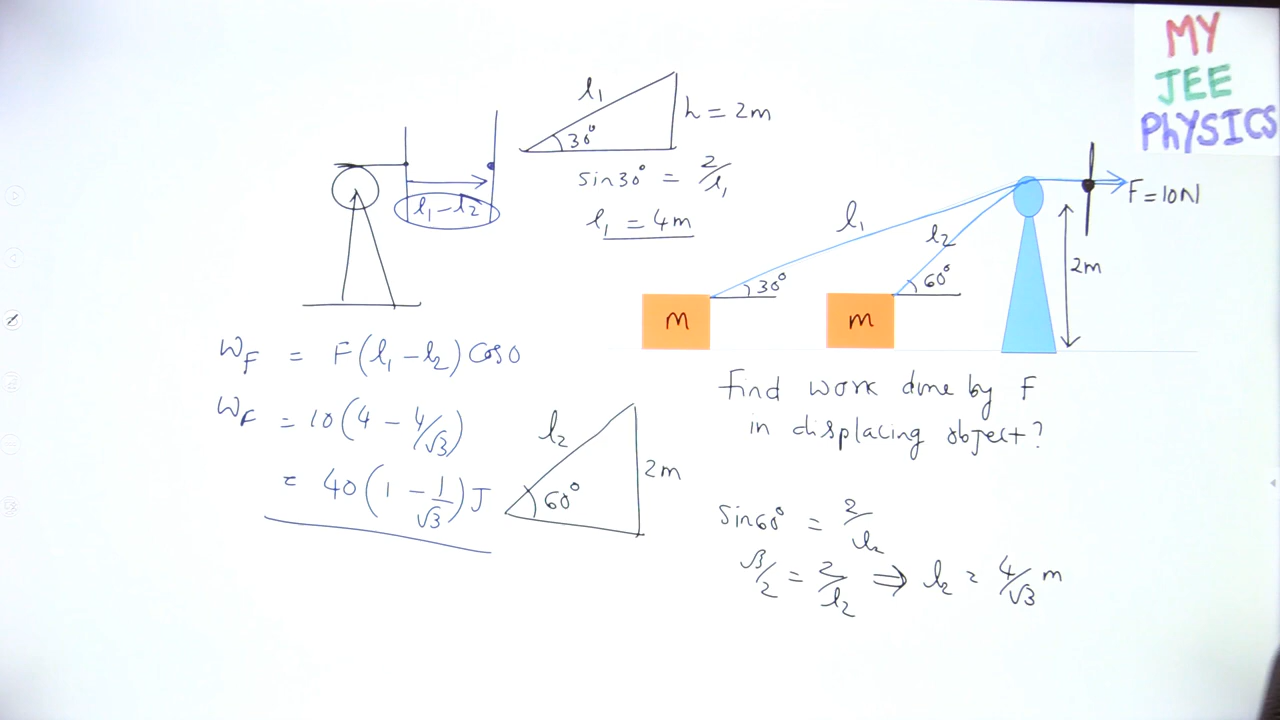 MY
JEE
PhYSICS
l₁
30°
h = 2m
sin30° = 2/l₁
l₁ = 4m
l₁ - l₂
l₁
l₂
30°
60°
F = 10N
2m
m
m
Find work done by F
in displacing object?
W_F = F(l₁ - l₂) Cos0
W_F = 10(4 - 4/√3)
= 40(1 - 1/√3) J
l₂
60°
2m
sin60° = 2/l₂
√3/2 = 2/l₂ ⇒ l₂ = 4/√3 m